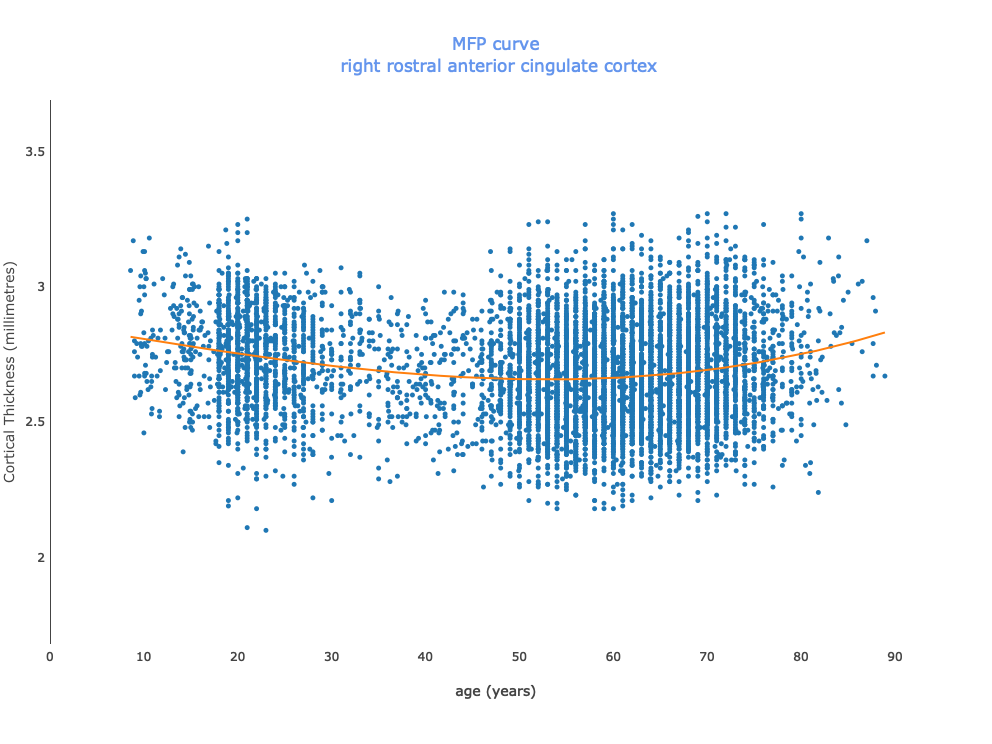 MFP curve
right rostral anterior cingulate cortex
Cortical Thickness (millimetres)
3.5
3
2.5
2
0 10 20 30 40 50 60 70 80 90
age (years)